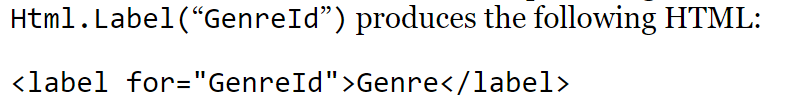 Html.Label(“GenreId”) produces the following HTML:
<label for="GenreId">Genre</label>